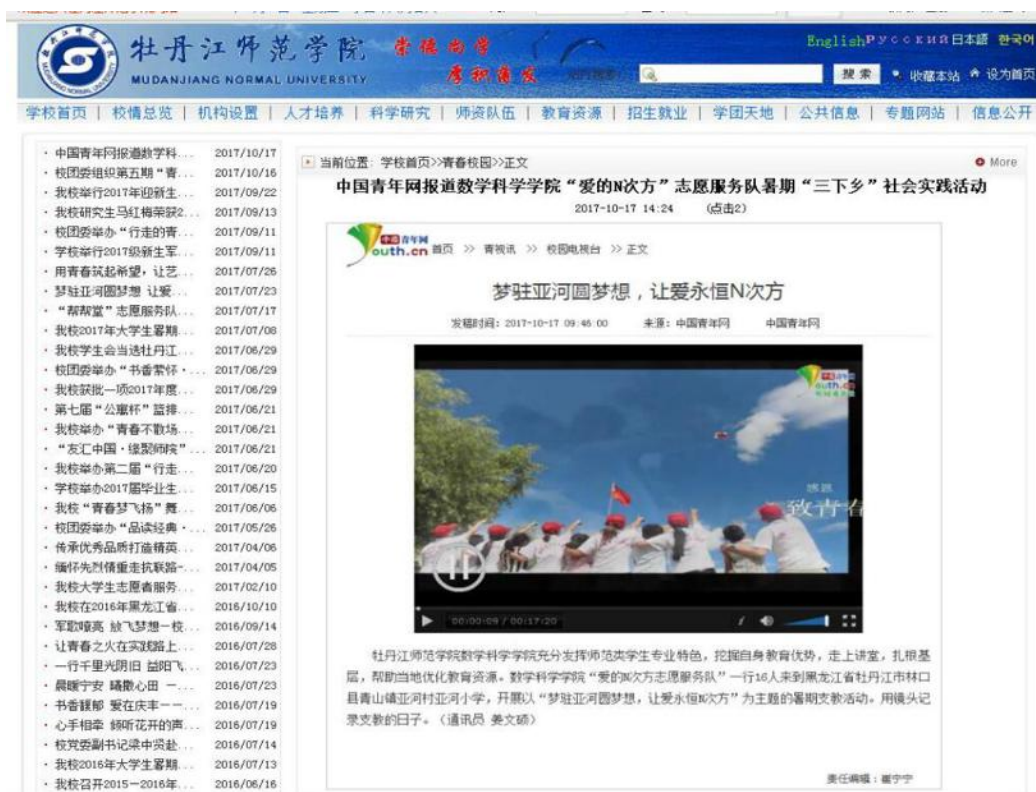 牡丹江师范学院
MUDANJIANG NORMAL UNIVERSITY
English Русский 日本語 한국어
搜索 收藏本站 设为首页
学校首页 | 校情总览 | 机构设置 | 人才培养 | 科学研究 | 师资队伍 | 教育资源 | 招生就业 | 学团天地 | 公共信息 | 专题网站 | 信息公开
· 中国青年网报道数学科... 2017/10/17
· 校团委组织第五期“青... 2017/10/16
· 我校举行2017年迎新生... 2017/09/22
· 我校研究生马红梅荣获2... 2017/09/13
· 校团委举办“行走的青... 2017/09/11
· 学校举行2017级新生军... 2017/09/11
· 用青春筑起希望，让艺... 2017/07/26
· 梦驻亚河圆梦想 让爱... 2017/07/23
· “帮帮堂”志愿服务队... 2017/07/17
· 我校2017年大学生暑期... 2017/07/08
· 我校学生会当选牡丹江... 2017/06/29
· 校团委举办“书香萦怀·... 2017/06/29
· 我校获批一项2017年度... 2017/06/29
· 第七届“公寓杯”篮排... 2017/06/21
· 我校举办“青春不散场... 2017/06/21
· “友汇中国·缘聚师院”... 2017/06/21
· 我校举办第二届“行走... 2017/06/20
· 学校举办2017届毕业生... 2017/06/15
· 我校“青春梦飞扬”舞... 2017/06/06
· 校团委举办“品读经典·... 2017/05/26
· 传承优秀品质打造精英... 2017/04/06
· 缅怀先烈情重走抗联路-... 2017/04/05
· 我校大学生志愿者服务... 2017/02/10
· 我校在2016年黑龙江省... 2016/10/10
· 军歌嘹亮 放飞梦想—校... 2016/09/14
· 让青春之火在实践路上... 2016/07/28
· 一行千里光阴旧 益阳飞... 2016/07/23
· 晨暖宁安 曦撒心田 一... 2016/07/23
· 书香镜郁 爱在庆丰——... 2016/07/19
· 心手相牵 倾听花开的声... 2016/07/19
· 校党委副书记梁中贤赴... 2016/07/14
· 我校2016年大学生暑期... 2016/07/13
· 我校召开2015－2016年... 2016/06/16
当前位置：学校首页>>青春校园>>正文 More
中国青年网报道数学科学学院“爱的N次方”志愿服务队暑期“三下乡”社会实践活动
2017-10-17 14:24 (点击2)
中国青年网
Youth.cn 首页 >> 青视讯 >> 校园电视台 >> 正文
梦驻亚河圆梦想，让爱永恒N次方
发稿时间：2017-10-17 09:46:00 来源：中国青年网 中国青年网
致青春
00:00:09 / 00:17:20
牡丹江师范学院数学科学学院充分发挥师范类学生专业特色，挖掘自身教育优势，走上讲堂，扎根基
层，帮助当地优化教育资源。数学科学学院“爱的N次方志愿服务队”一行16人来到黑龙江省牡丹江市林口
县青山镇亚河村亚河小学，开展以“梦驻亚河圆梦想，让爱永恒N次方”为主题的暑期支教活动。用镜头记
录支教的日子。（通讯员 姜文硕）
责任编辑：崔宁宁